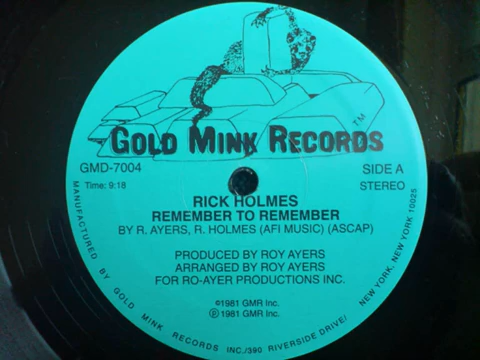 TM
GOLD MINK RECORDS
GMD-7004
SIDE A
Time: 9:18
STEREO
RICK HOLMES
REMEMBER TO REMEMBER
BY R. AYERS, R. HOLMES (AFI MUSIC) (ASCAP)
PRODUCED BY ROY AYERS
ARRANGED BY ROY AYERS
FOR RO-AYER PRODUCTIONS INC.
©1981 GMR Inc.
℗1981 GMR Inc.
MANUFACTURED BY GOLD MINK RECORDS INC./390 RIVERSIDE DRIVE/ NEW YORK, NEW YORK 10025